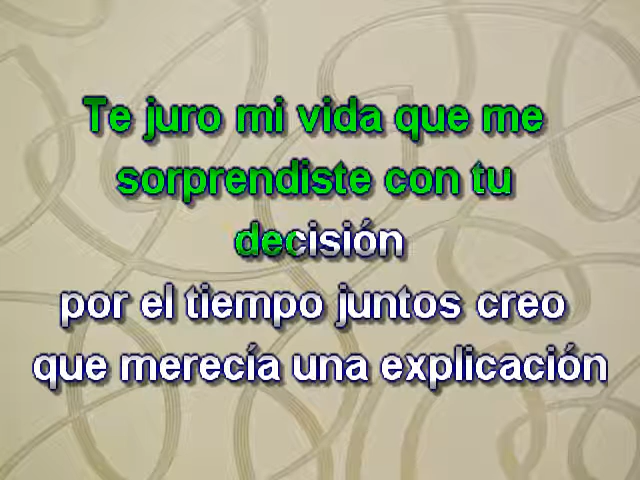 Te juro mi vida que me
sorprendiste con tu
decisión
por el tiempo juntos creo
que merecía una explicación